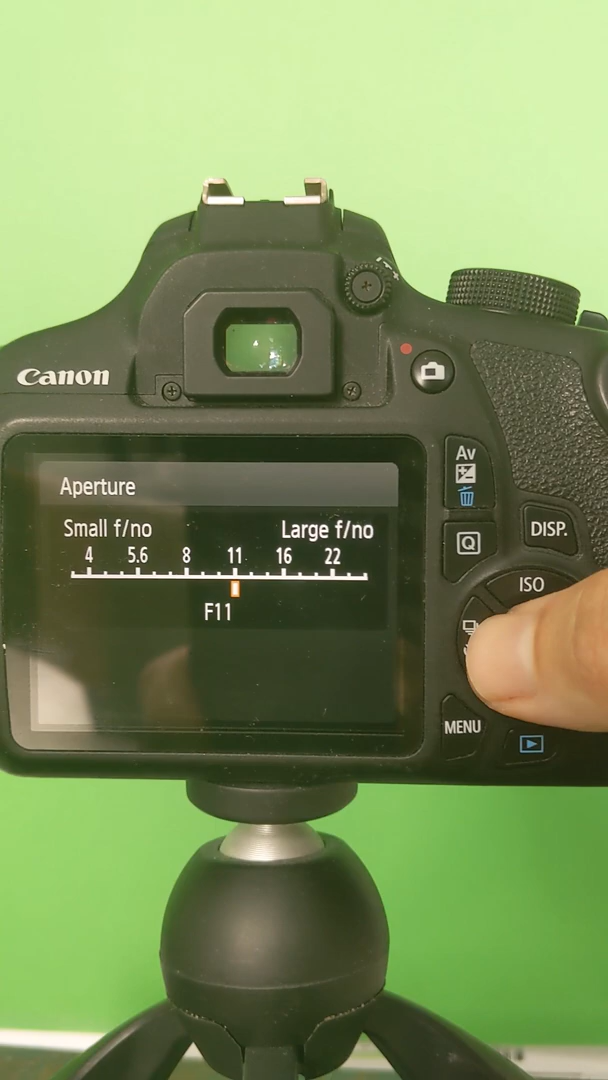 Canon
Av
Q
DISP.
ISO
MENU
Aperture
Small f/no Large f/no
4 5.6 8 11 16 22
F11